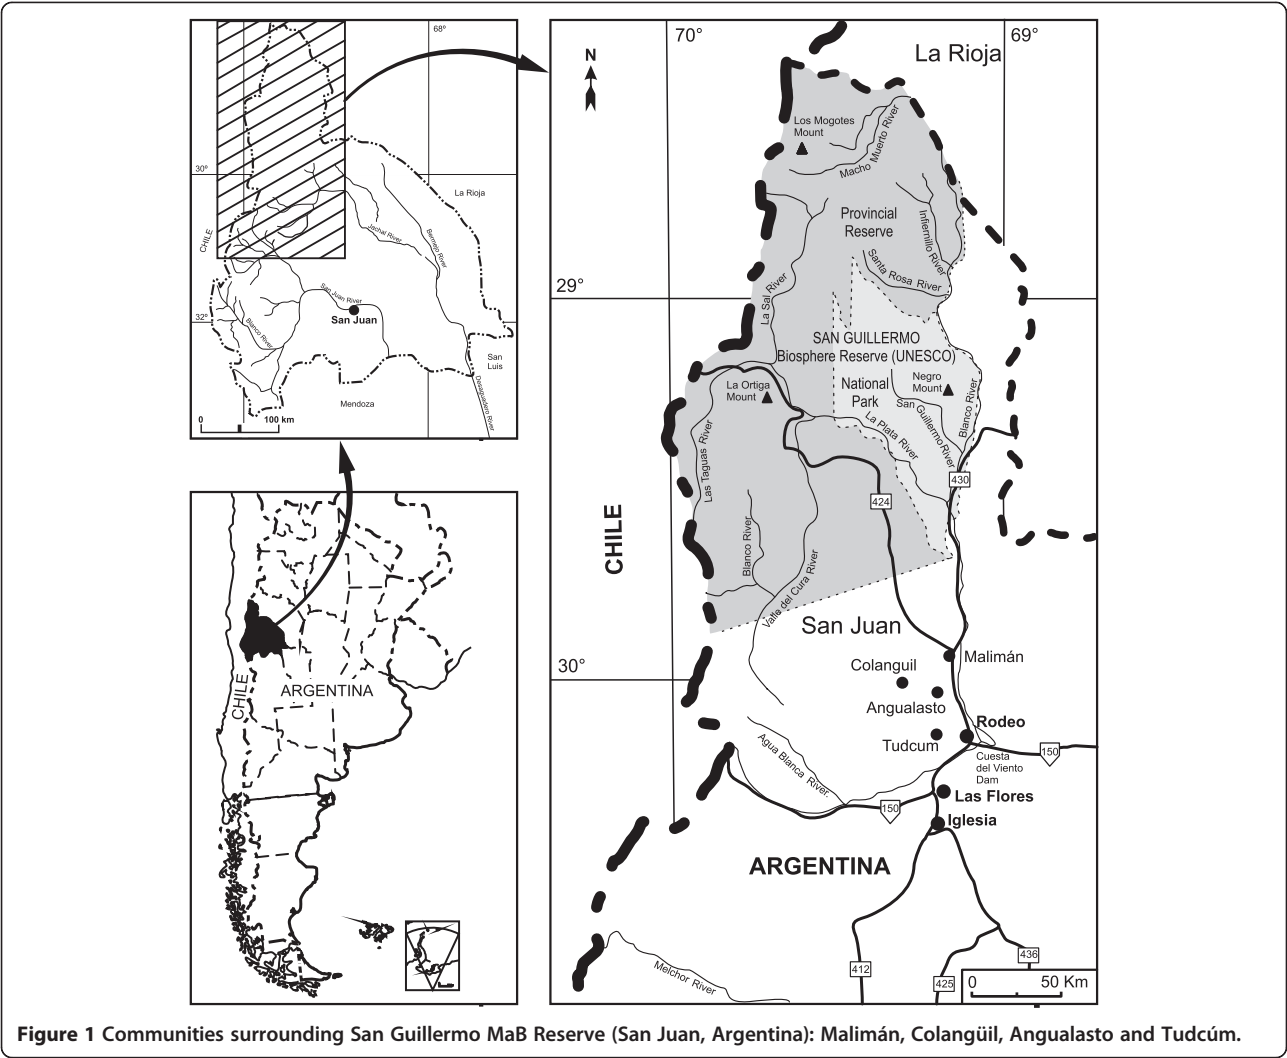 68°
30°
La Rioja
CHILE
Jachal River
Bermejo River
San Juan River
San Juan
32°
Blanco River
San
Luis
Desaguadero River
Mendoza
0 100 km
CHILE
ARGENTINA
70°
69°
N
La Rioja
Los Mogotes
Mount
Macho Muerto River
Provincial
Reserve
Infiernillo River
Santa Rosa River
29°
La Sal River
SAN GUILLERMO
Biosphere Reserve (UNESCO)
La Ortiga
Mount
National
Park
Negro
Mount
San Guillermo River
Blanco River
La Plata River
Las Taguas River
430
424
CHILE
Blanco River
Valle del Cura River
San Juan
30°
Malimán
Colanguil
Angualasto
Rodeo
Tudcum
150
Cuesta
del Viento
Dam
Agua Blanca River.
Las Flores
150
Iglesia
ARGENTINA
Melchor River
412
425
436
0 50 Km
Figure 1 Communities surrounding San Guillermo MaB Reserve (San Juan, Argentina): Malimán, Colangüil, Angualasto and Tudcúm.